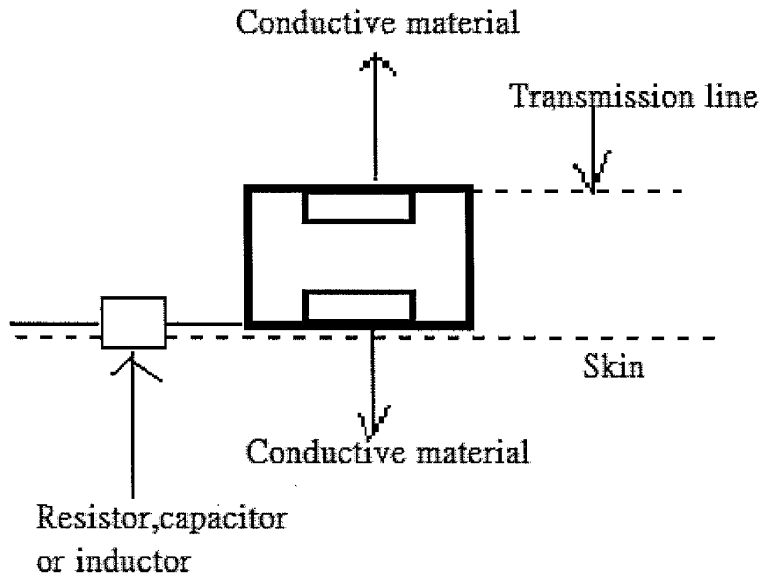 Conductive material
Transmission line
Skin
Conductive material
Resistor,capacitor
or inductor